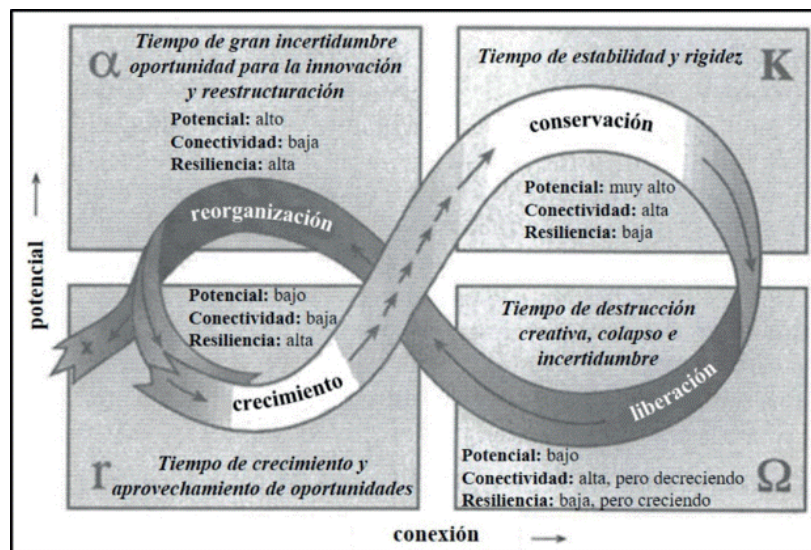 α
Tiempo de gran incertidumbre
oportunidad para la innovación
y reestructuración
Potencial: alto
Conectividad: baja
Resiliencia: alta
Tiempo de estabilidad y rigidez
K
conservación
Potencial: muy alto
Conectividad: alta
Resiliencia: baja
reorganización
potencial
Potencial: bajo
Conectividad: baja
Resiliencia: alta
x
crecimiento
r
Tiempo de crecimiento y
aprovechamiento de oportunidades
Tiempo de destrucción
creativa, colapso e
incertidumbre
liberación
Potencial: bajo
Conectividad: alta, pero decreciendo
Resiliencia: baja, pero creciendo
Ω
conexión